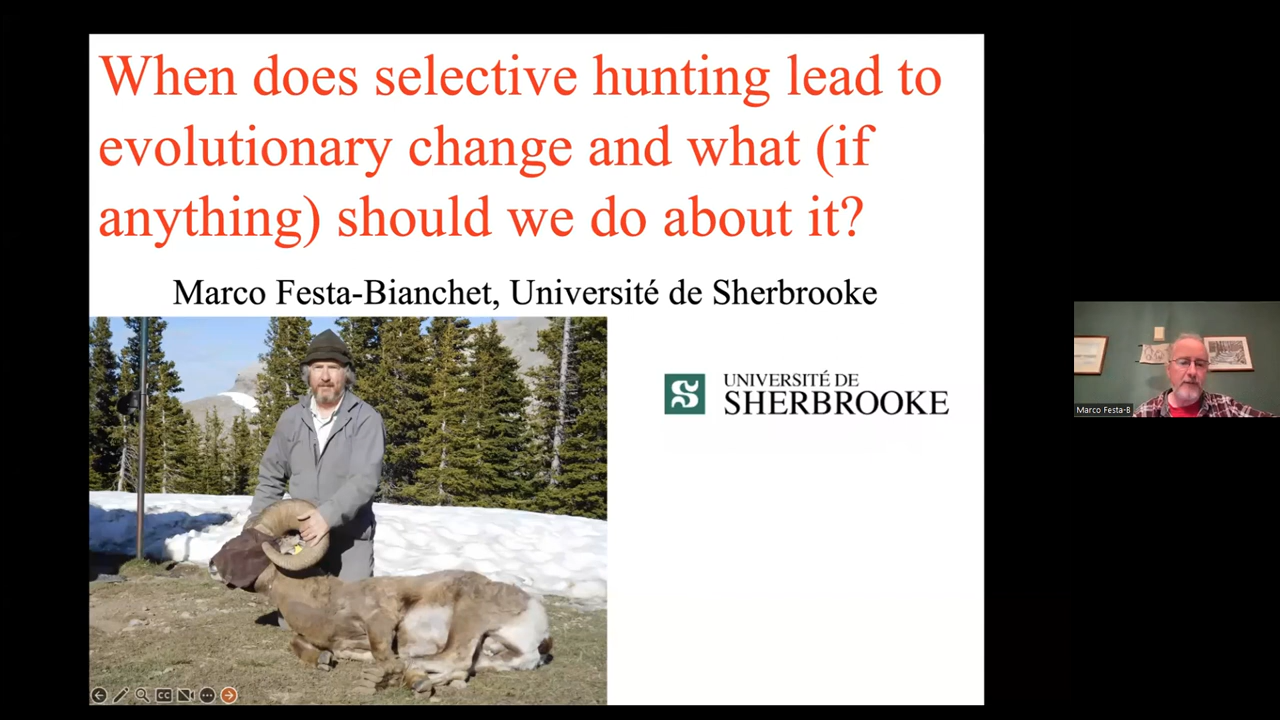 When does selective hunting lead to
evolutionary change and what (if
anything) should we do about it?
Marco Festa-Bianchet, Université de Sherbrooke
UNIVERSITÉ DE
SHERBROOKE
CC
Marco Festa-B